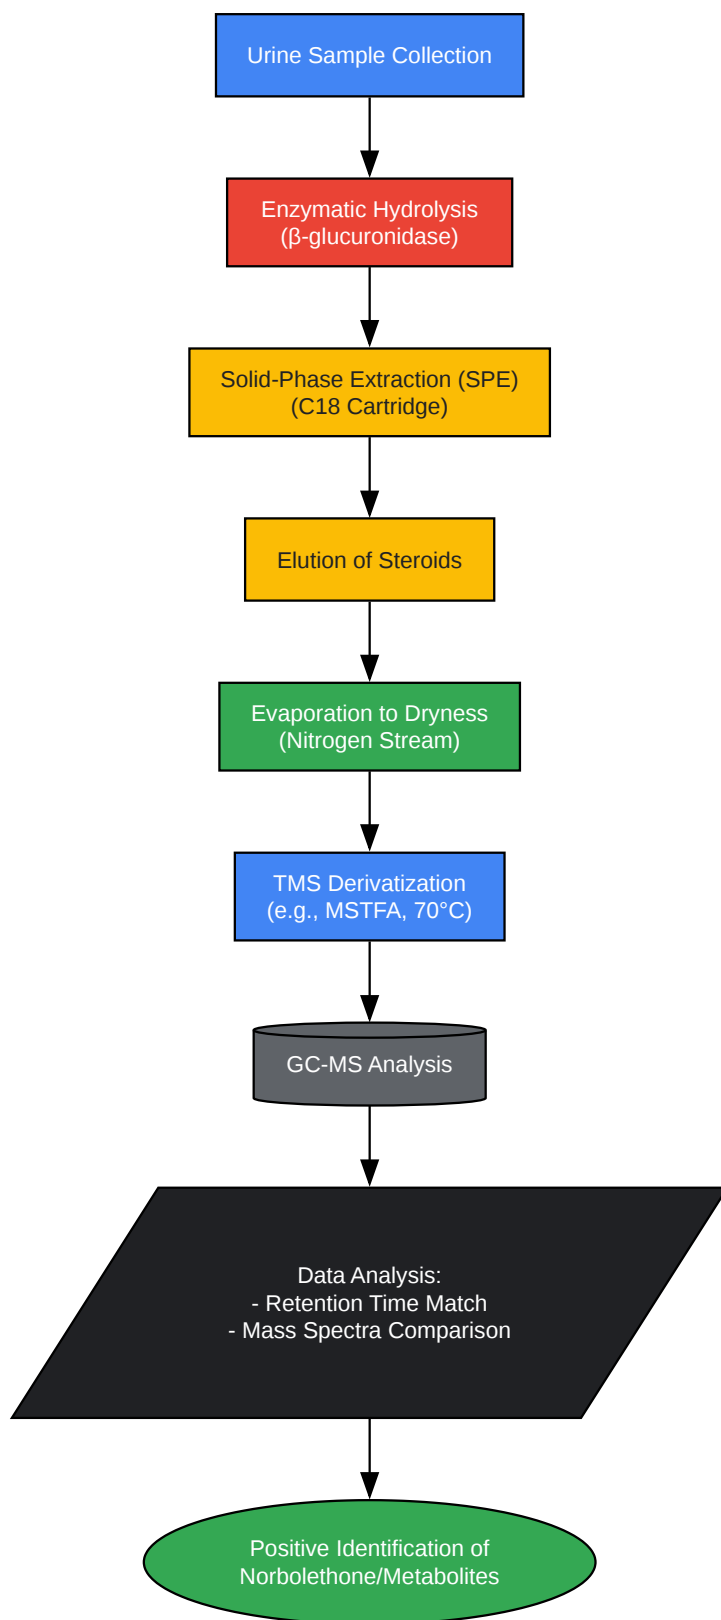 Urine Sample Collection
Enzymatic Hydrolysis
(β-glucuronidase)
Solid-Phase Extraction (SPE)
(C18 Cartridge)
Elution of Steroids
Evaporation to Dryness
(Nitrogen Stream)
TMS Derivatization
(e.g., MSTFA, 70°C)
GC-MS Analysis
Data Analysis:
- Retention Time Match
- Mass Spectra Comparison
Positive Identification of
Norbolethone/Metabolites